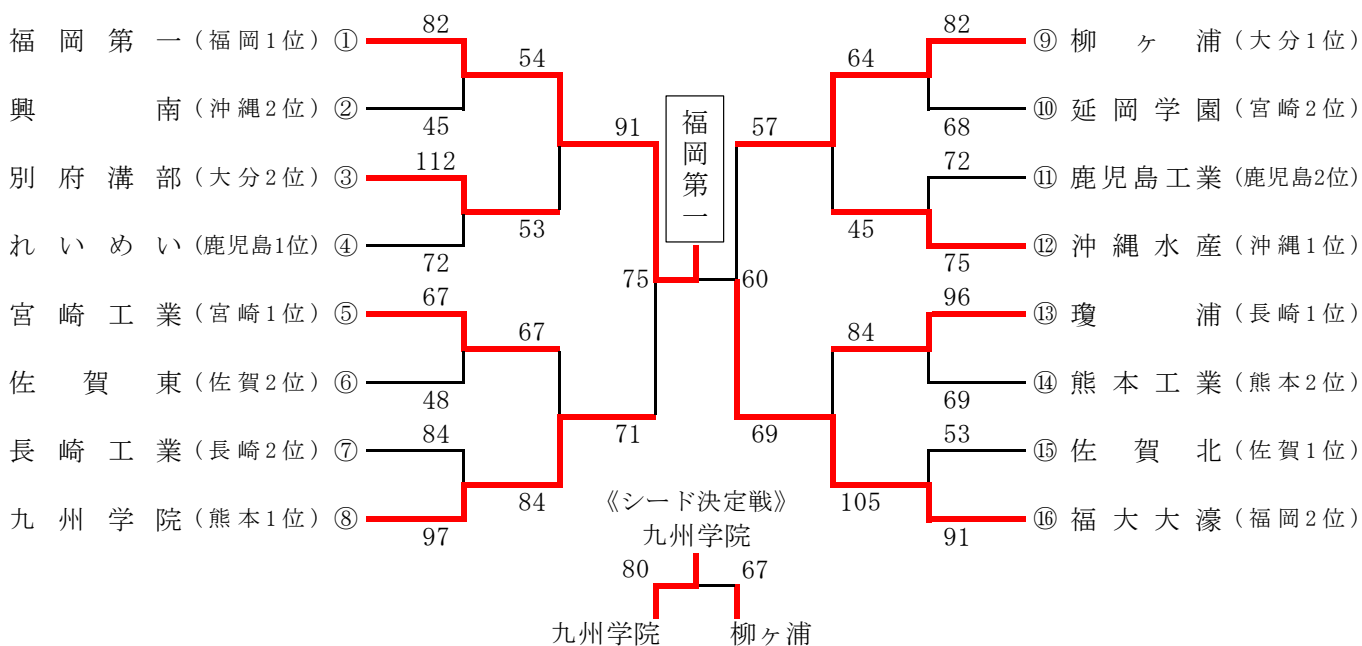 82 82
福岡第一 (福岡1位) ① 54 64 ⑨ 柳ヶ浦 (大分1位)
興南 (沖縄2位) ② 91 福岡第一 57 ⑩ 延岡学園 (宮崎2位)
45 68
112 72
別府溝部 (大分2位) ③ ⑪ 鹿児島工業 (鹿児島2位)
53 45
れいめい (鹿児島1位) ④ ⑫ 沖縄水産 (沖縄1位)
72 75 60 75
67 96
宮崎工業 (宮崎1位) ⑤ 67 84 ⑬ 瓊浦 (長崎1位)
佐賀東 (佐賀2位) ⑥ ⑭ 熊本工業 (熊本2位)
48 69
84 71 69 53
長崎工業 (長崎2位) ⑦ ⑮ 佐賀北 (佐賀1位)
84 《シード決定戦》 105
九州学院 (熊本1位) ⑧ ⑯ 福大大濠 (福岡2位)
97 九州学院 91
80 67
九州学院 柳ヶ浦